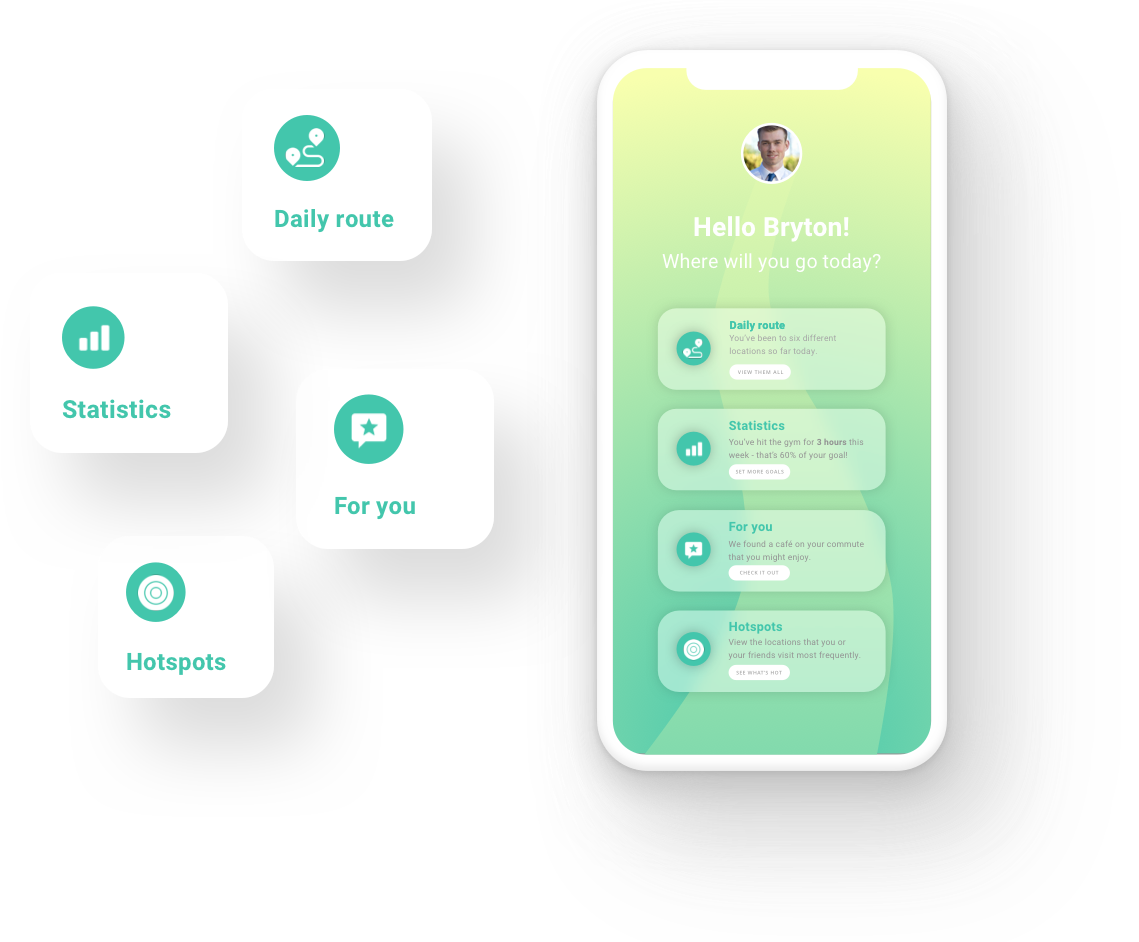 Daily route
Statistics
For you
Hotspots
Hello Bryton!
Where will you go today?
Daily route
You've been to six different
locations so far today.
VIEW THEM ALL
Statistics
You've hit the gym for 3 hours this
week - that's 60% of your goal!
SET MORE GOALS
For you
We found a café on your commute
that you might enjoy.
CHECK IT OUT
Hotspots
View the locations that you or
your friends visit most frequently.
SEE WHAT'S HOT